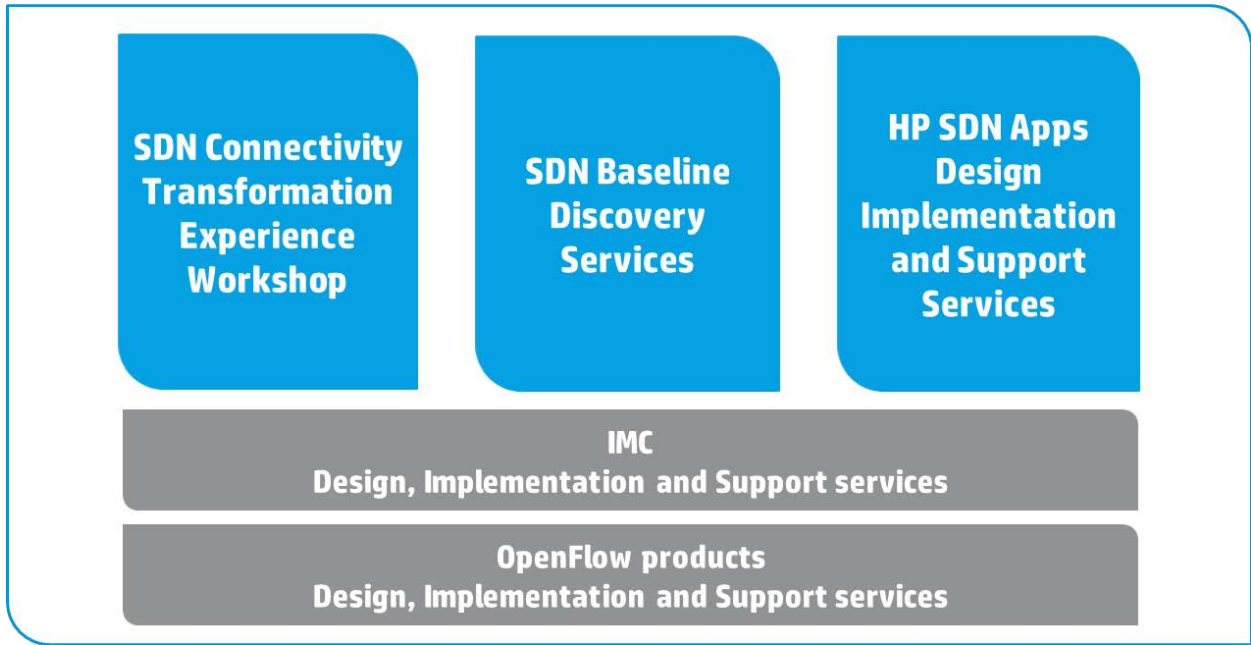 SDN Connectivity
Transformation
Experience
Workshop
SDN Baseline
Discovery
Services
HP SDN Apps
Design
Implementation
and Support
Services
IMC
Design, Implementation and Support services
OpenFlow products
Design, Implementation and Support services